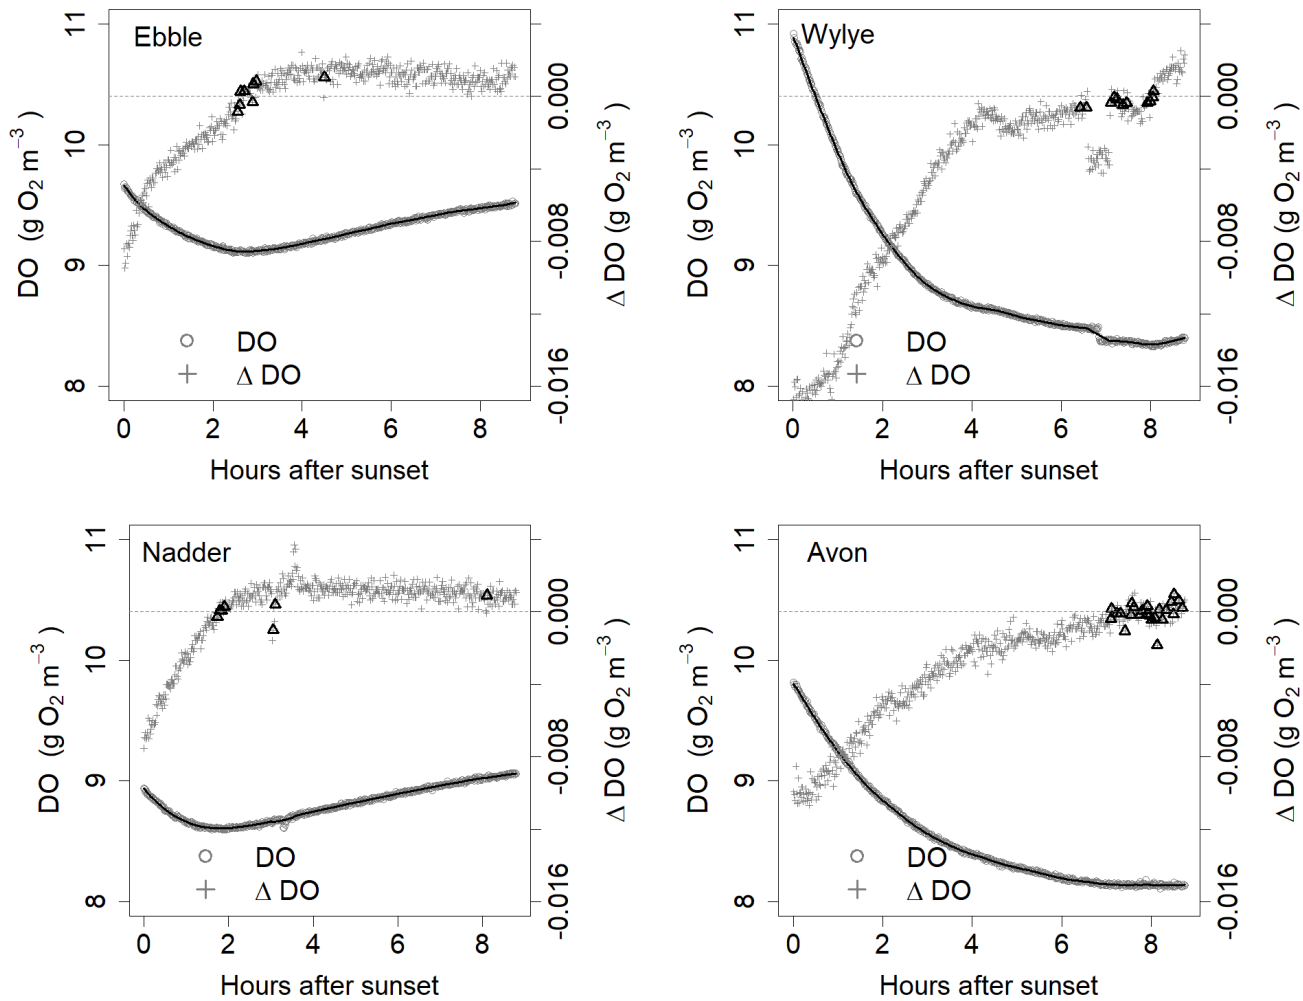 Ebble
11
10
9
8
DO (g O₂ m⁻³)
0.000
-0.008
-0.016
Δ DO (g O₂ m⁻³)
DO
Δ DO
0 2 4 6 8
Hours after sunset
Wylye
11
10
9
8
DO (g O₂ m⁻³)
0.000
-0.008
-0.016
Δ DO (g O₂ m⁻³)
DO
Δ DO
0 2 4 6 8
Hours after sunset
Nadder
11
10
9
8
DO (g O₂ m⁻³)
0.000
-0.008
-0.016
Δ DO (g O₂ m⁻³)
DO
Δ DO
0 2 4 6 8
Hours after sunset
Avon
11
10
9
8
DO (g O₂ m⁻³)
0.000
-0.008
-0.016
Δ DO (g O₂ m⁻³)
DO
Δ DO
0 2 4 6 8
Hours after sunset